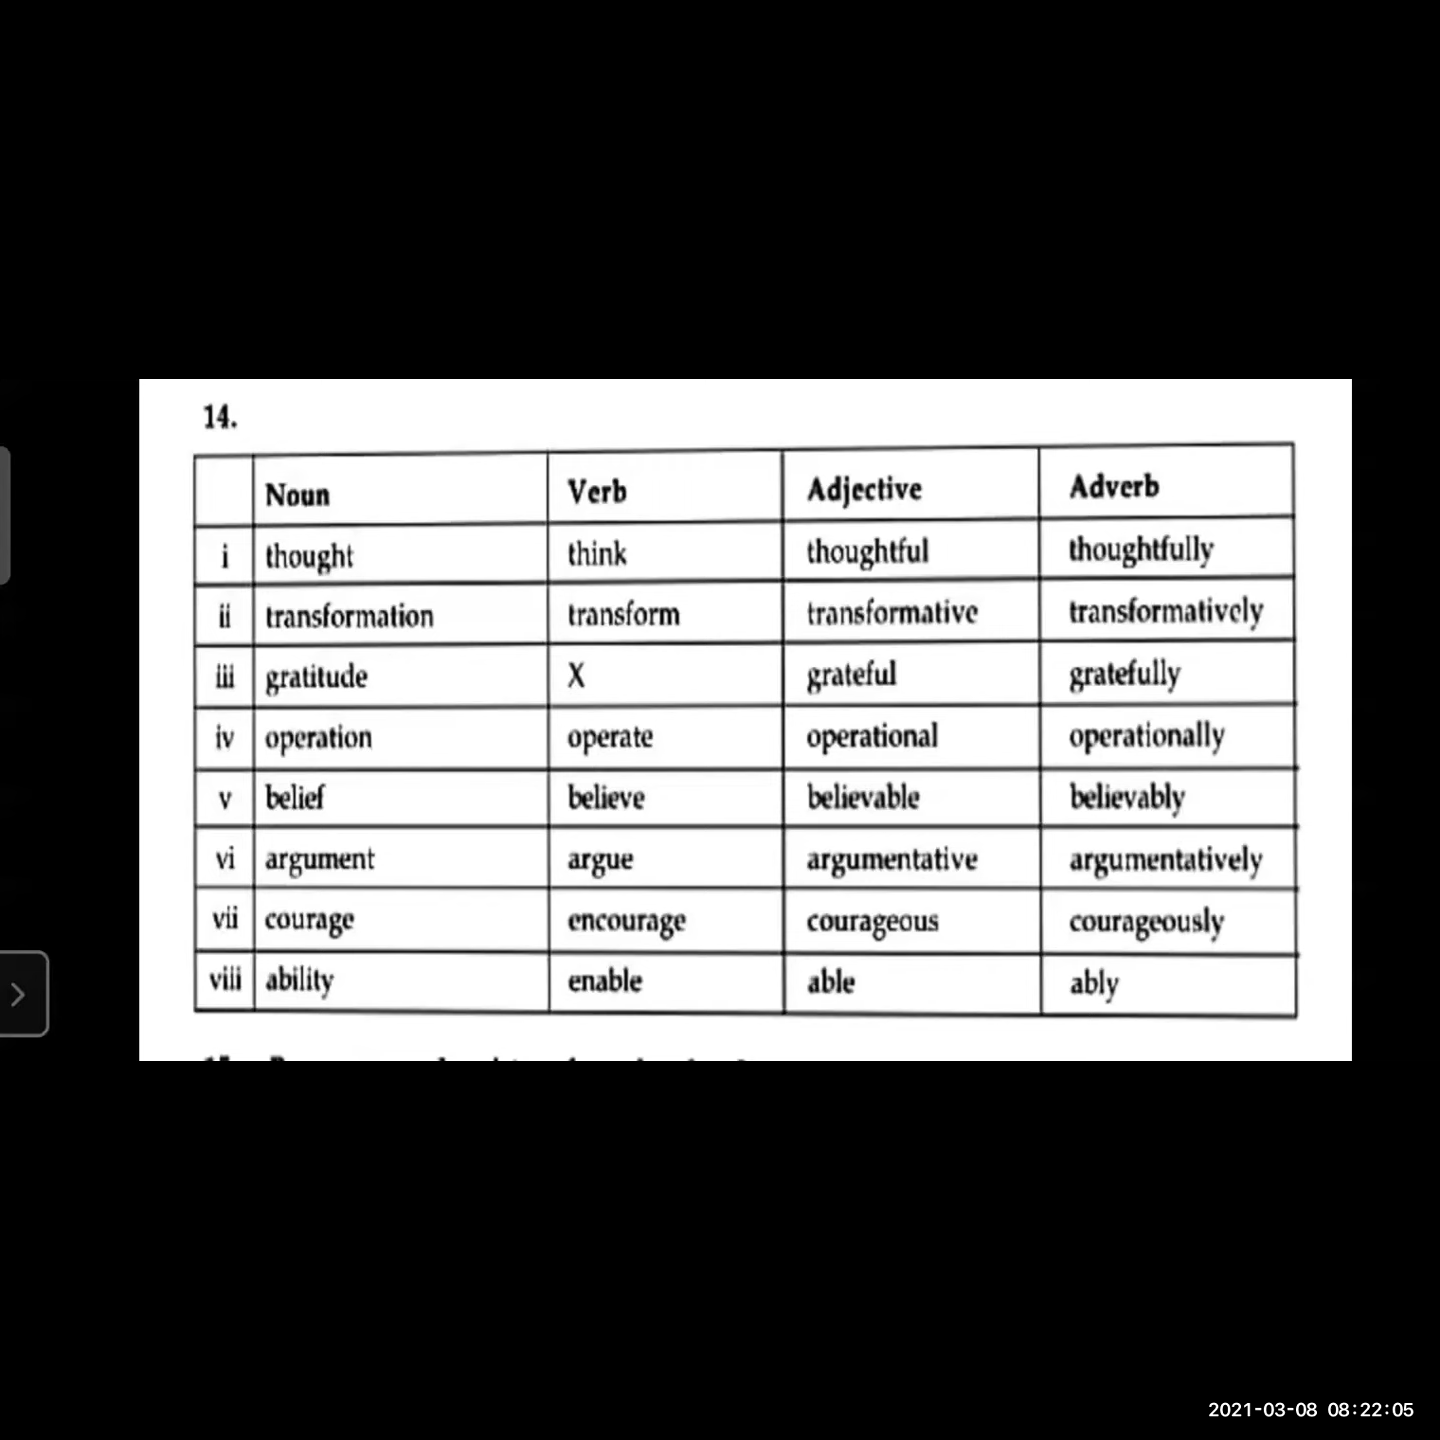 14.
Noun Verb Adjective Adverb
i thought think thoughtful thoughtfully
ii transformation transform transformative transformatively
iii gratitude X grateful gratefully
iv operation operate operational operationally
v belief believe believable believably
vi argument argue argumentative argumentatively
vii courage encourage courageous courageously
viii ability enable able ably
2021-03-08 08:22:05